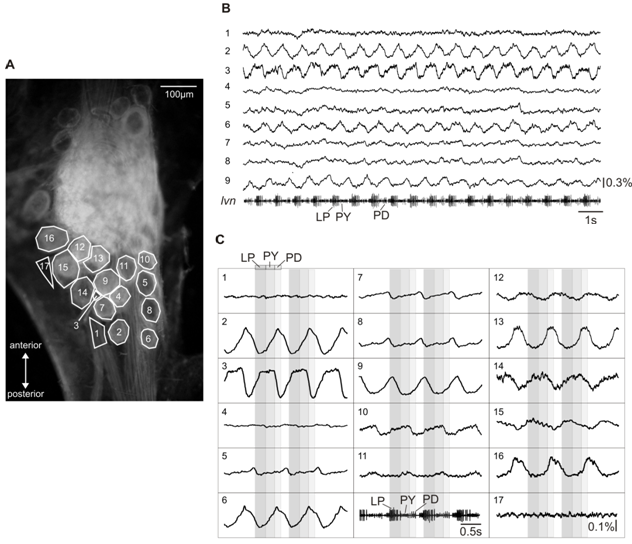 A
100µm
16
12
13
17
15
9
11
10
14
4
5
3
7
8
1
2
6
anterior
posterior
B
1
2
3
4
5
6
7
8
9
0.3%
lvn
LP PY PD
1s
C
LP PY PD
1 7 12
2 8 13
3 9 14
4 10 15
5 11 16
6 LP PY PD 17
0.5s 0.1%